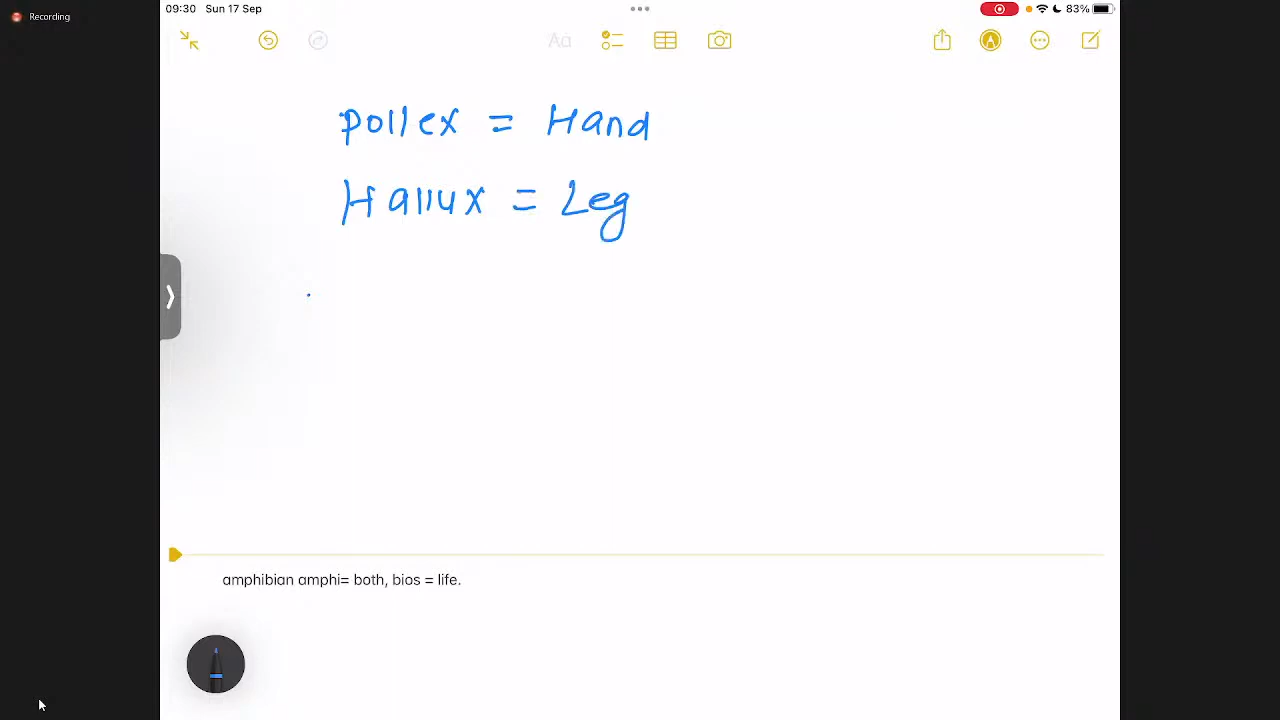 Recording
09:30 Sun 17 Sep
83%
Aa
pollex = Hand
Hallux = Leg
amphibian amphi= both, bios = life.